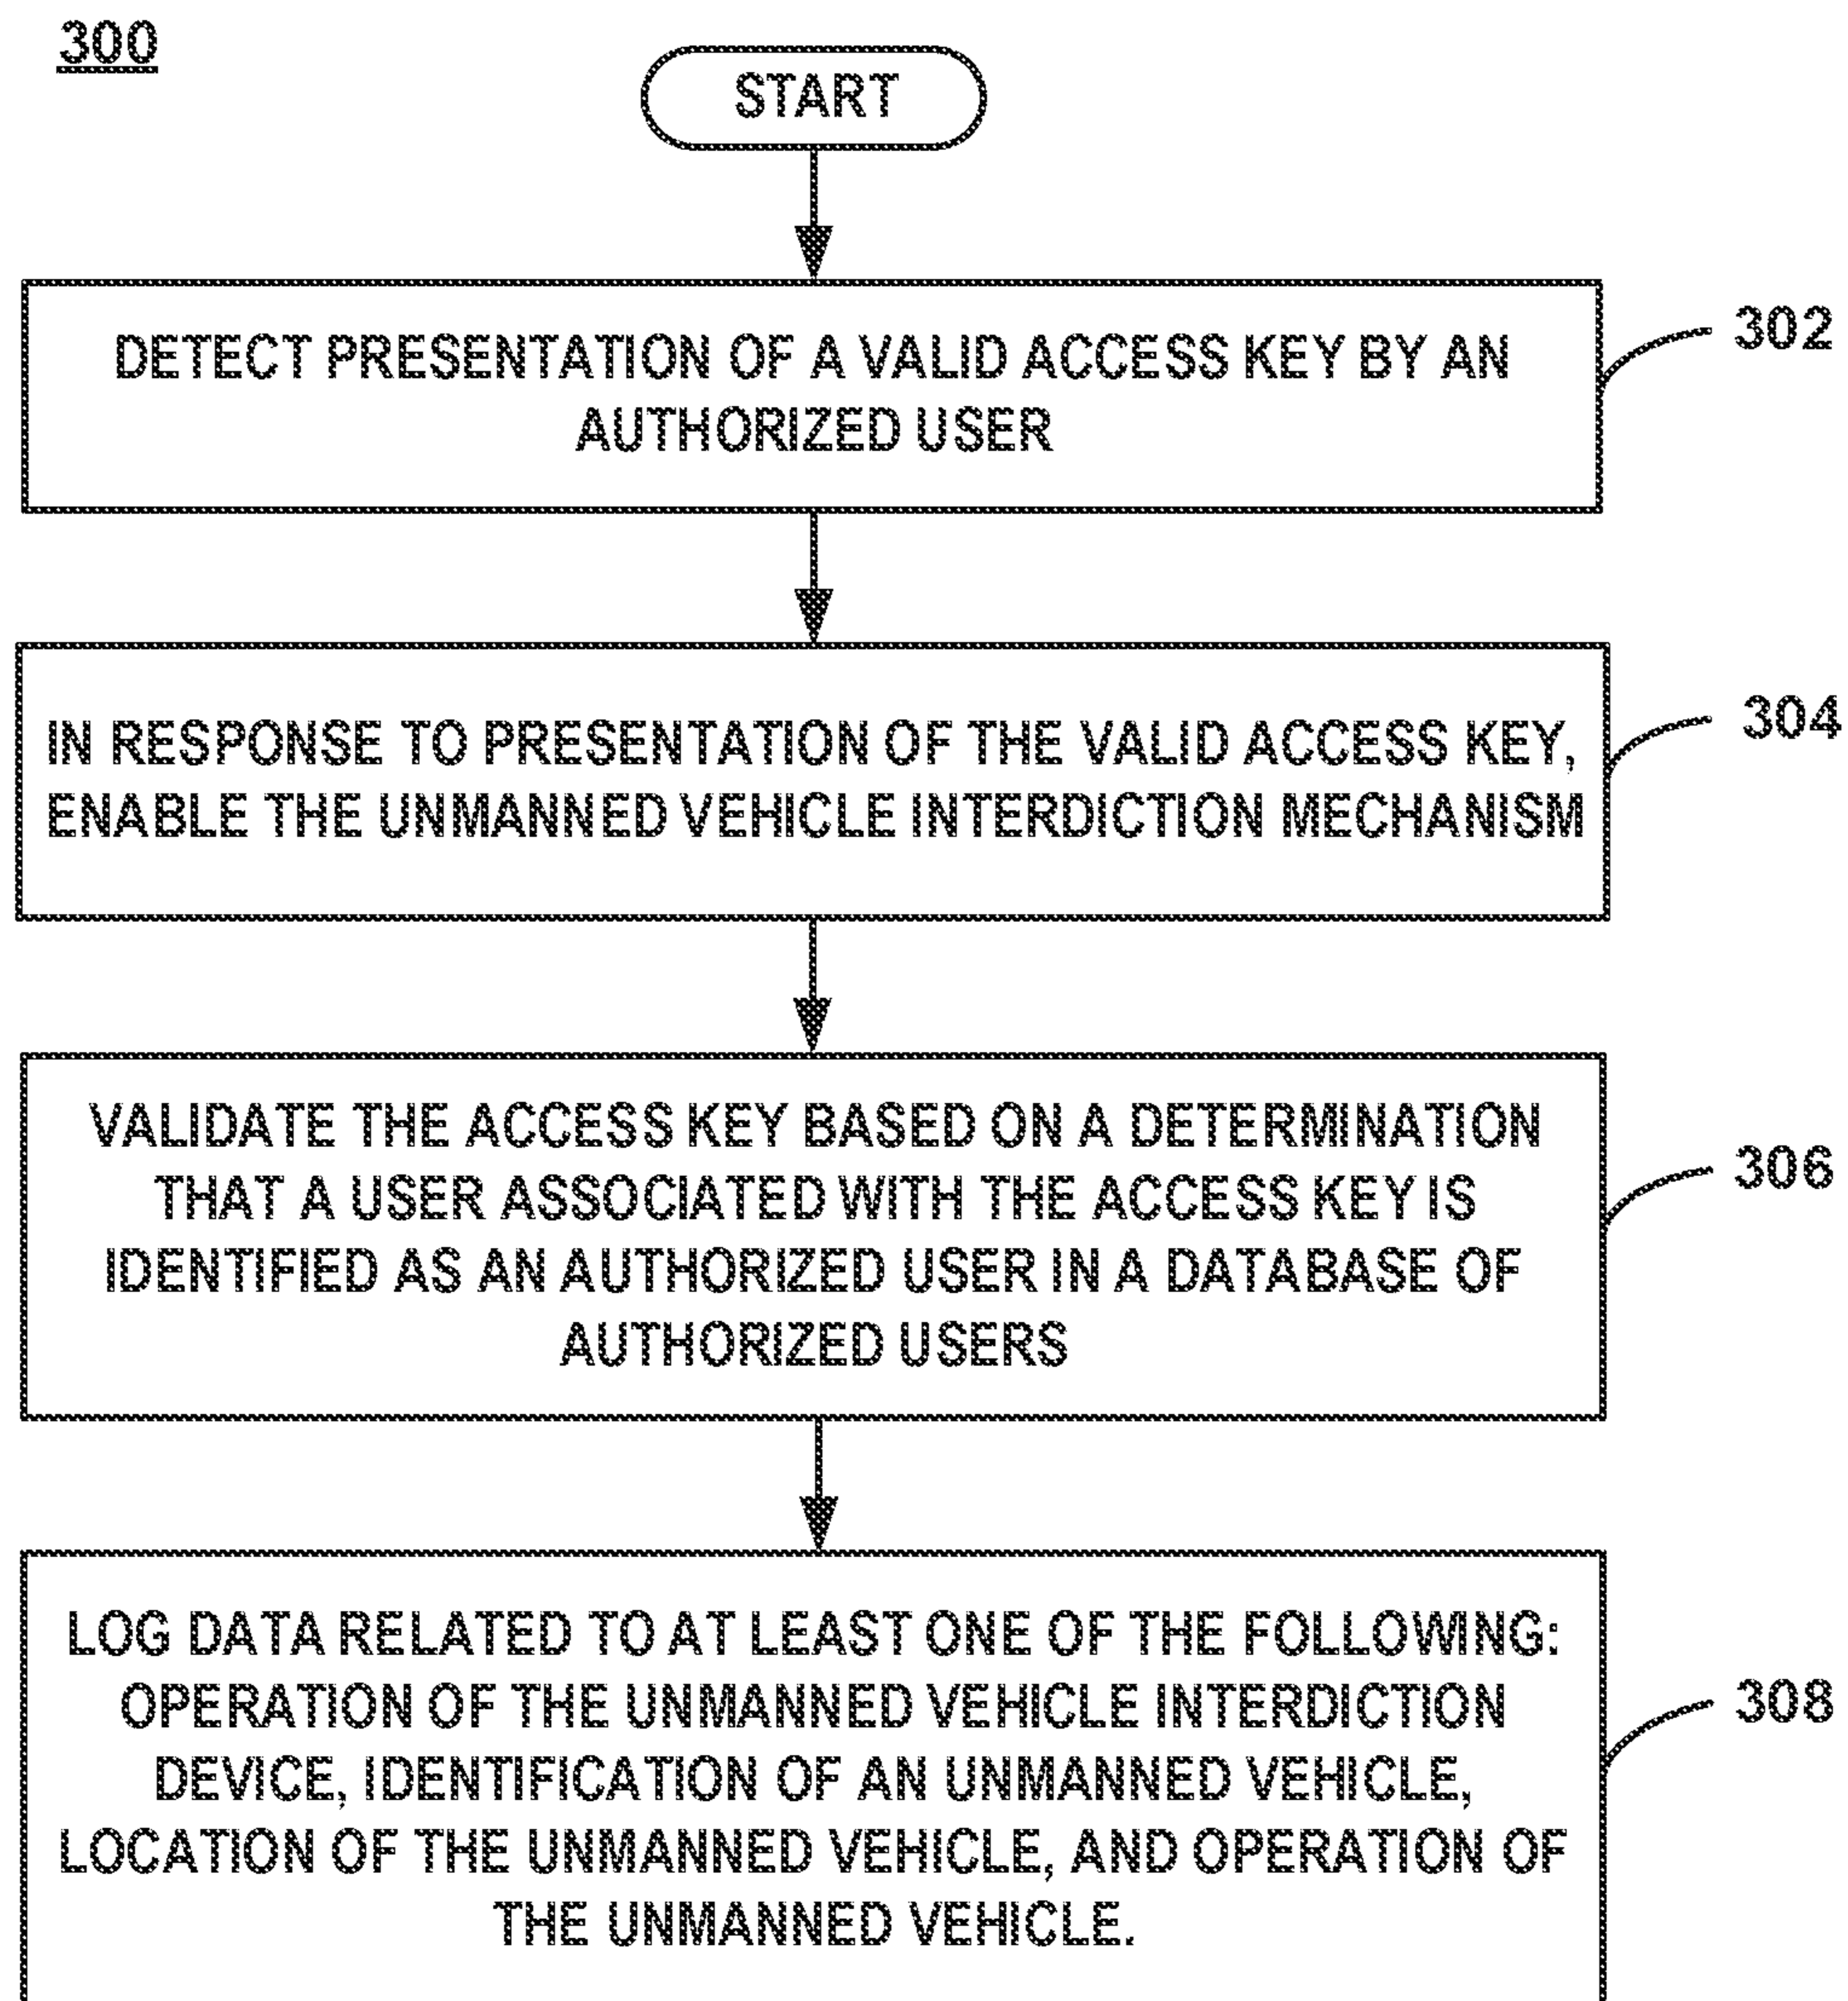 300
START
DETECT PRESENTATION OF A VALID ACCESS KEY BY AN
AUTHORIZED USER
302
IN RESPONSE TO PRESENTATION OF THE VALID ACCESS KEY,
ENABLE THE UNMANNED VEHICLE INTERDICTION MECHANISM
304
VALIDATE THE ACCESS KEY BASED ON A DETERMINATION
THAT A USER ASSOCIATED WITH THE ACCESS KEY IS
IDENTIFIED AS AN AUTHORIZED USER IN A DATABASE OF
AUTHORIZED USERS
306
LOG DATA RELATED TO AT LEAST ONE OF THE FOLLOWING:
OPERATION OF THE UNMANNED VEHICLE INTERDICTION
DEVICE, IDENTIFICATION OF AN UNMANNED VEHICLE,
LOCATION OF THE UNMANNED VEHICLE, AND OPERATION OF
THE UNMANNED VEHICLE.
308